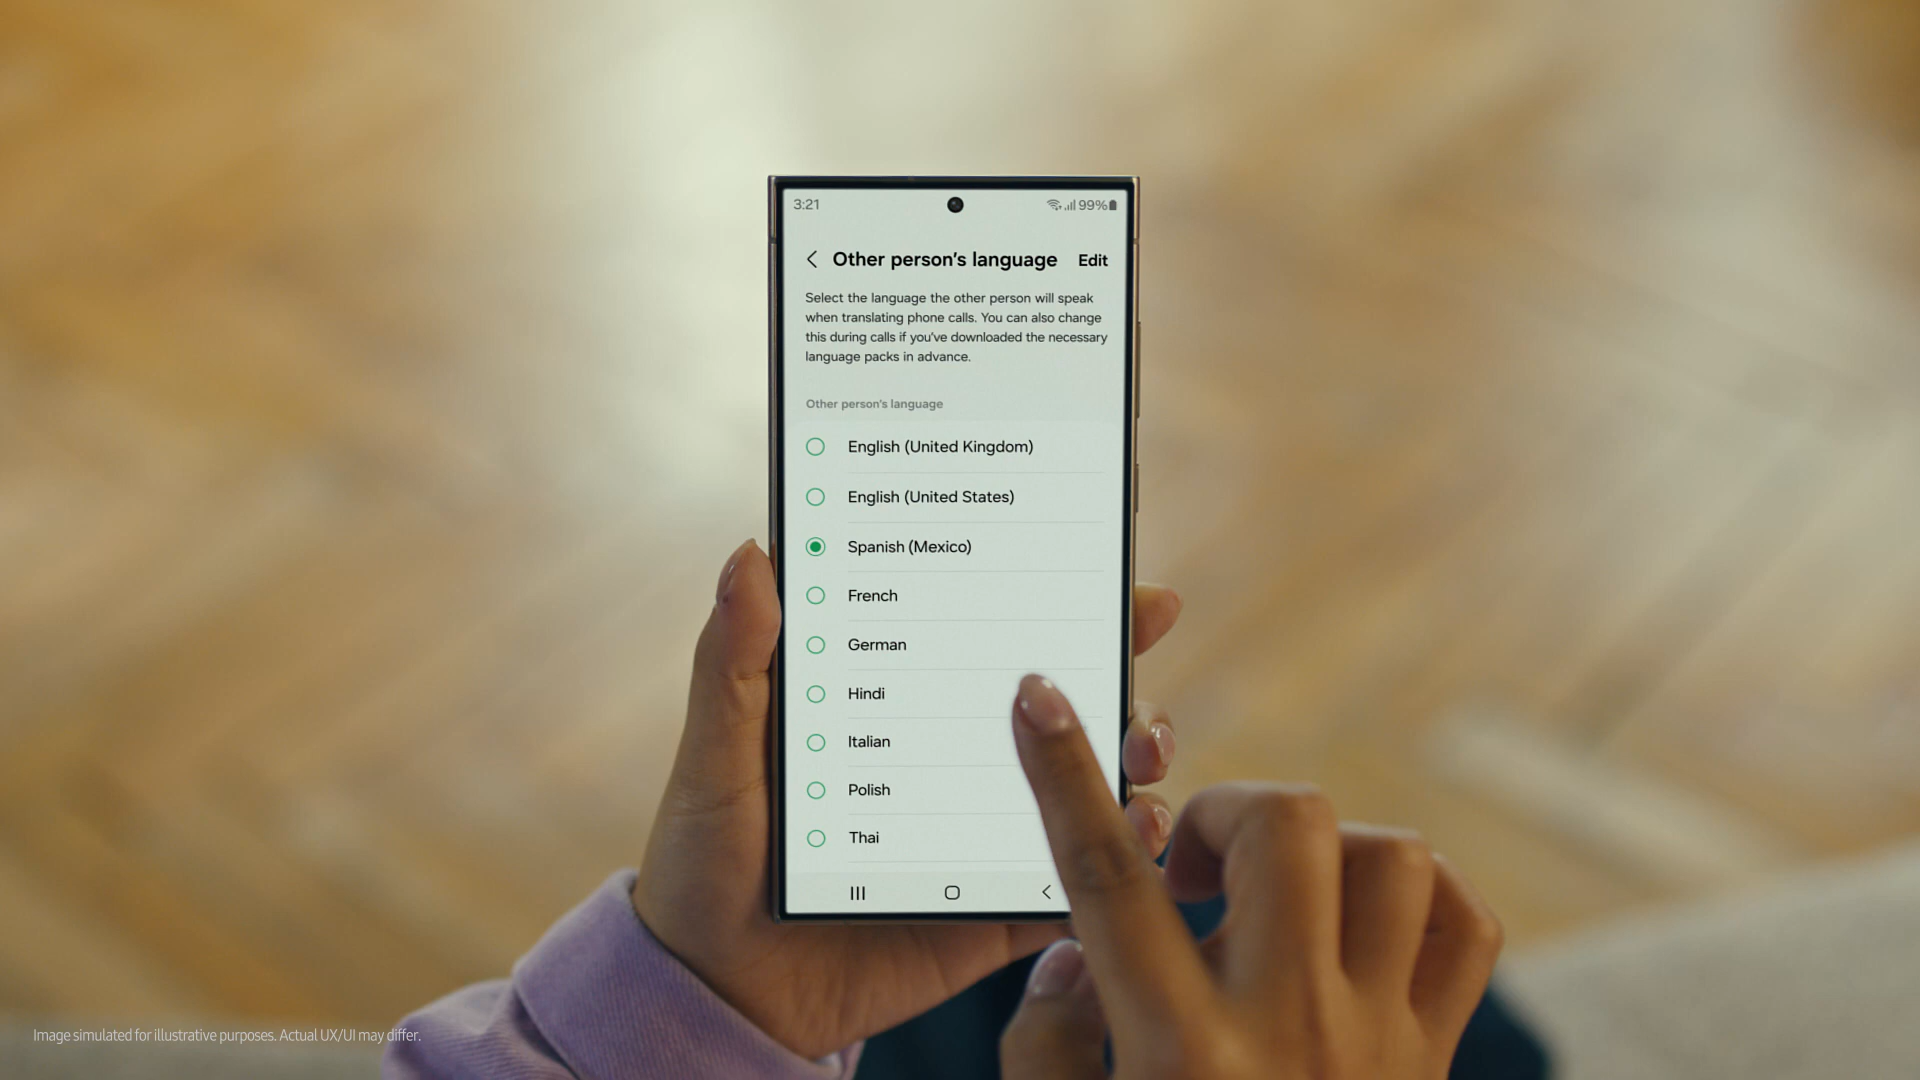 3:21
99%
Other person's language
Edit
Select the language the other person will speak
when translating phone calls. You can also change
this during calls if you've downloaded the necessary
language packs in advance.
Other person's language
English (United Kingdom)
English (United States)
Spanish (Mexico)
French
German
Hindi
Italian
Polish
Thai
Image simulated for illustrative purposes. Actual UX/UI may differ.